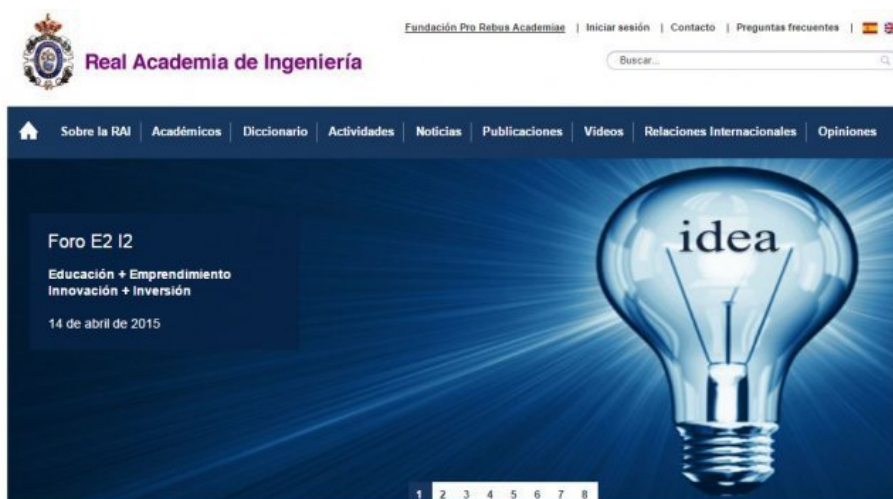 Fundación Pro Rebus Academiae | Iniciar sesión | Contacto | Preguntas frecuentes |
Real Academia de Ingeniería
Buscar...
Sobre la RAI | Académicos | Diccionario | Actividades | Noticias | Publicaciones | Vídeos | Relaciones Internacionales | Opiniones
Foro E2 I2
Educación + Emprendimiento
Innovación + Inversión
14 de abril de 2015
idea
1 2 3 4 5 6 7 8